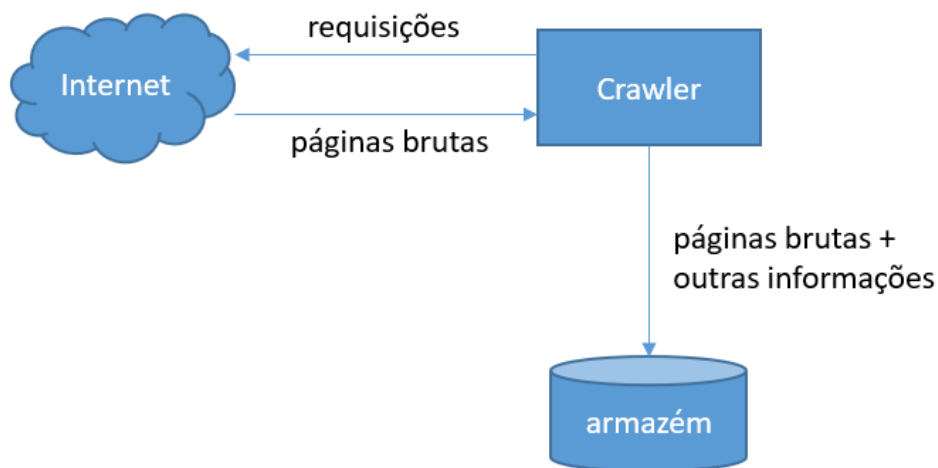 requisições
Internet
Crawler
páginas brutas
páginas brutas +
outras informações
armazém